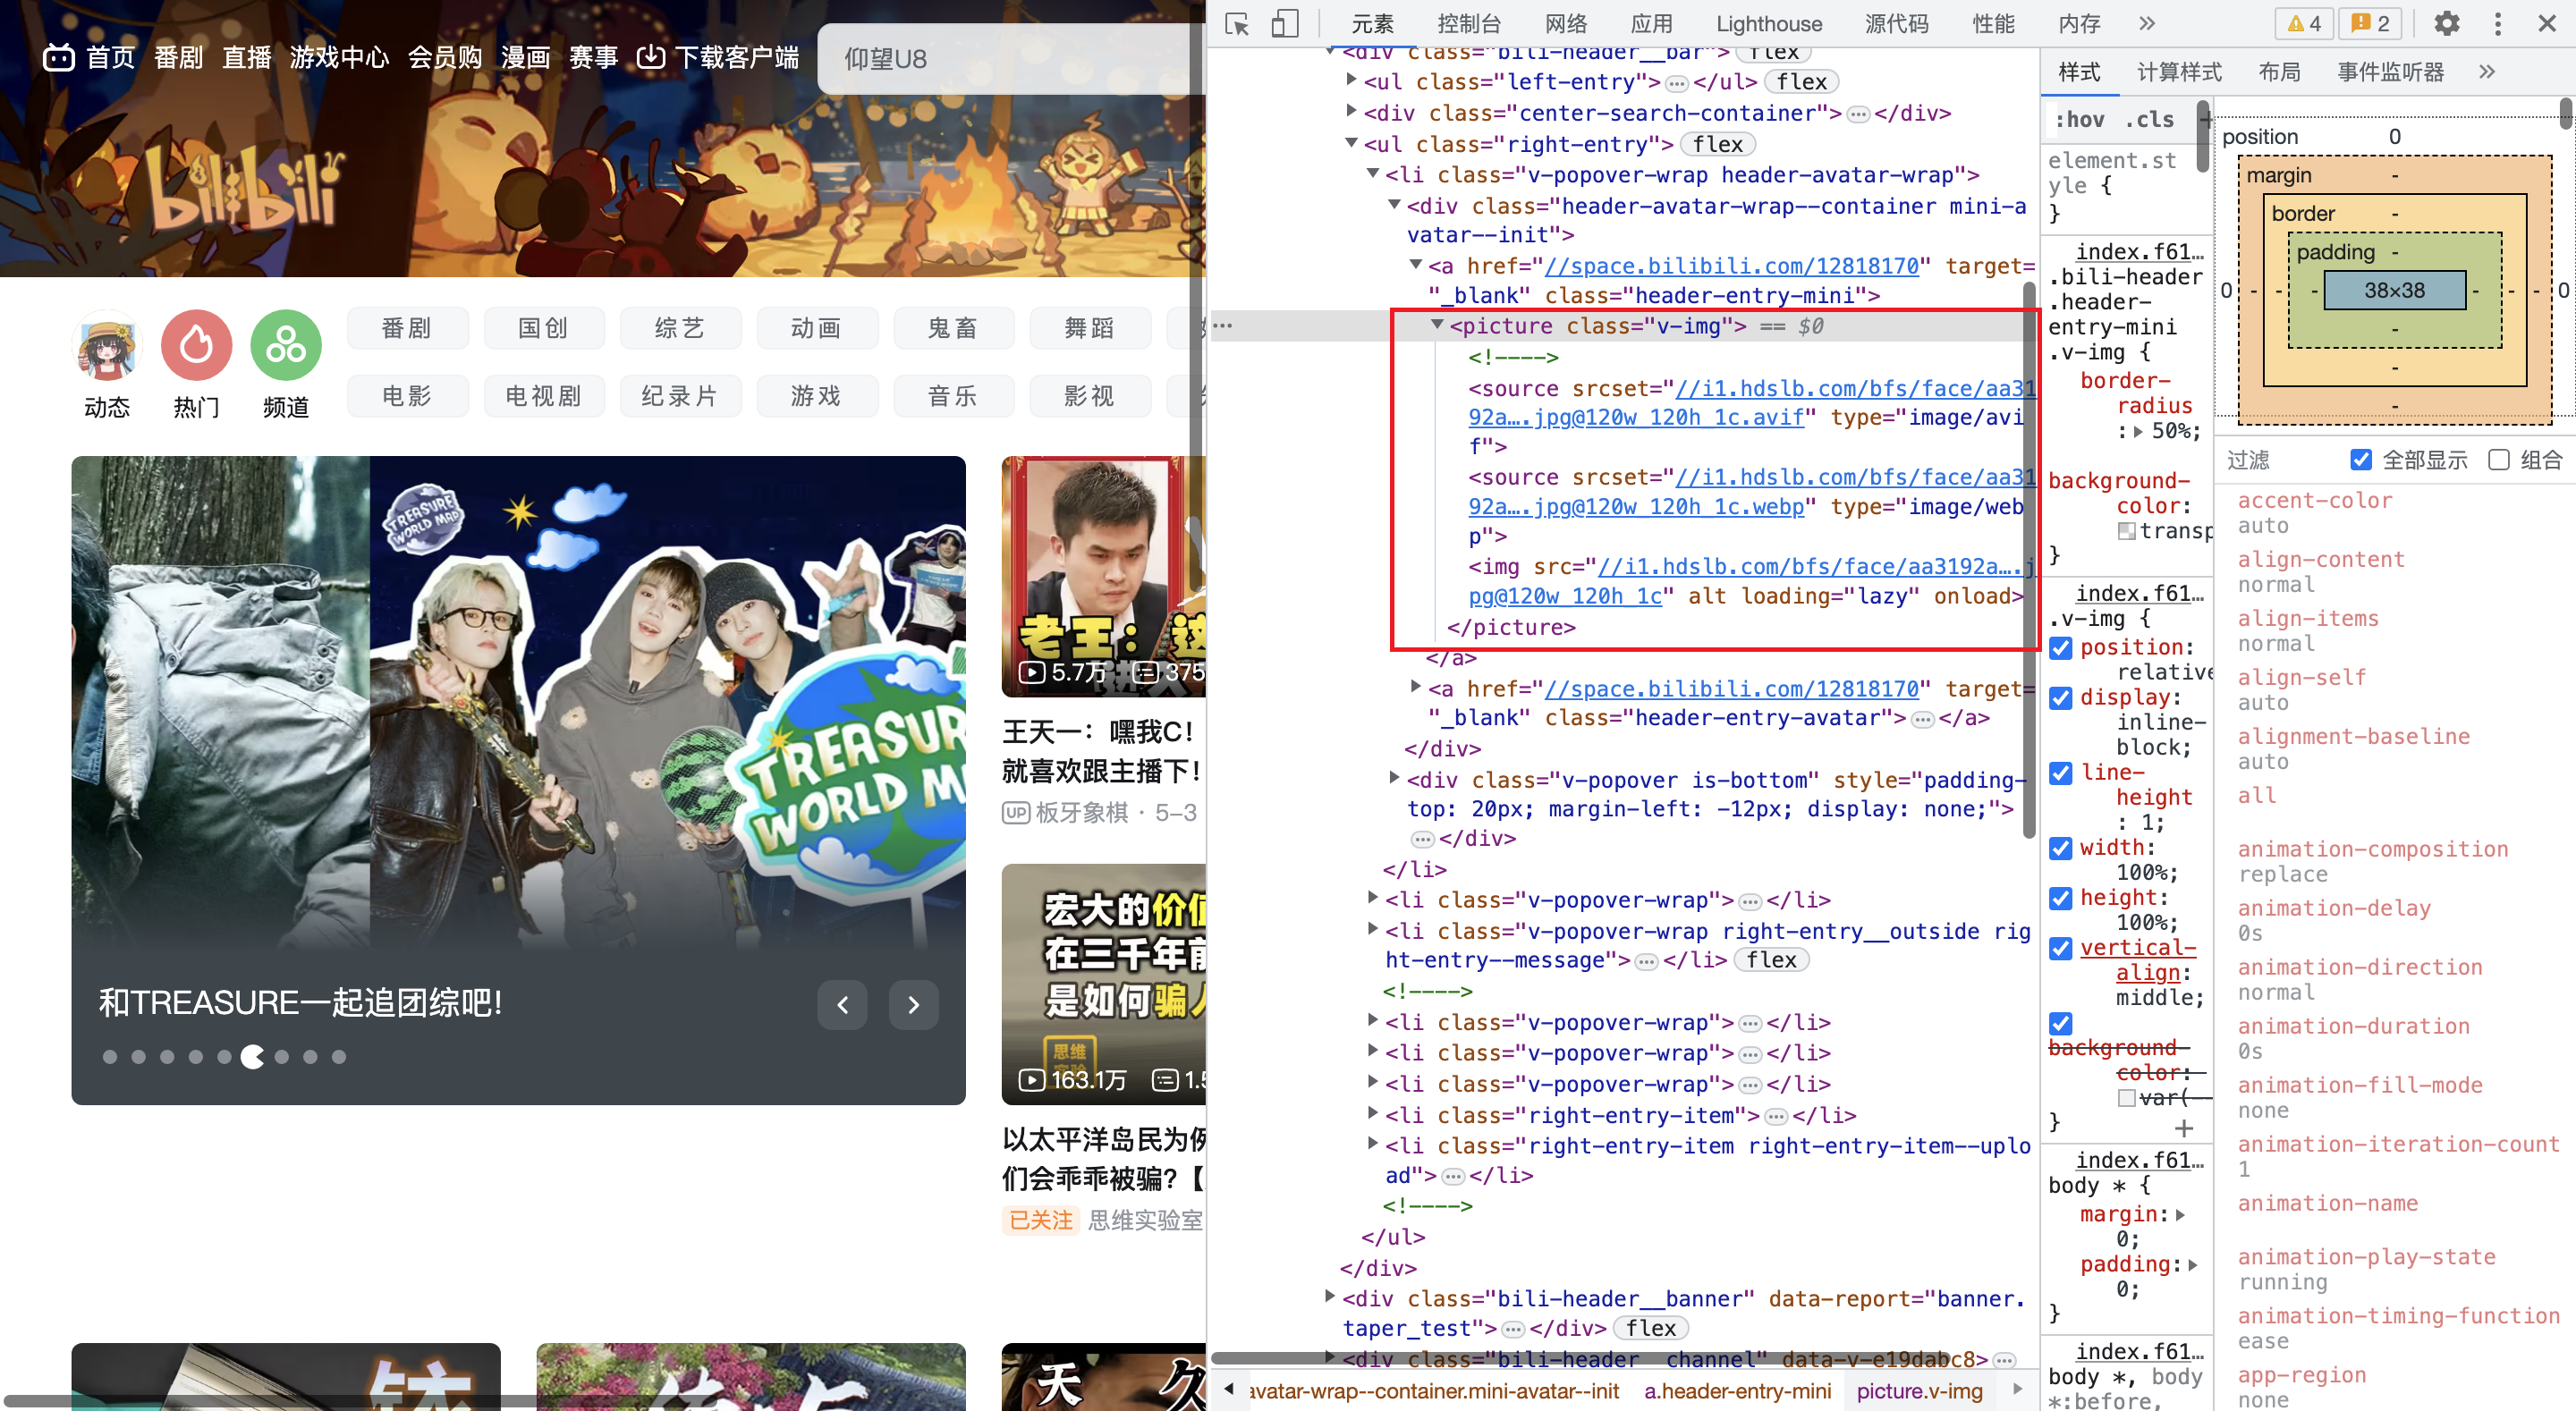 首页 番剧 直播 游戏中心 会员购 漫画 赛事 下载客户端
仰望U8
bilibili
动态 热门 频道
番剧 国创 综艺 动画 鬼畜 舞蹈
电影 电视剧 纪录片 游戏 音乐 影视
TREASURE
WORLD MAP
TREASUR
WORLD M
和TREASURE一起追团综吧!
老王：这
5.7万 375
王天一：嘿我C!
就喜欢跟主播下!
UP 板牙象棋 · 5-3
宏大的价值
在三千年前
是如何骗人
思维
163.1万 1.5
以太平洋岛民为例
们会乖乖被骗?【
已关注 思维实验室
元素 控制台 网络 应用 Lighthouse 源代码 性能 内存 » 4 2
<div class="bili-header__bar"> flex
<ul class="left-entry">…</ul> flex
<div class="center-search-container">…</div>
<ul class="right-entry"> flex
<li class="v-popover-wrap header-avatar-wrap">
<div class="header-avatar-wrap--container mini-a
vatar--init">
<a href="//space.bilibili.com/12818170" target=
"_blank" class="header-entry-mini">
<picture class="v-img"> == $0
<!---->
<source srcset="//i1.hdslb.com/bfs/face/aa31
92a….jpg@120w_120h_1c.avif" type="image/avi
f">
<source srcset="//i1.hdslb.com/bfs/face/aa31
92a….jpg@120w_120h_1c.webp" type="image/web
p">
<img src="//i1.hdslb.com/bfs/face/aa3192a….j
pg@120w_120h_1c" alt loading="lazy" onload>
</picture>
</a>
<a href="//space.bilibili.com/12818170" target=
"_blank" class="header-entry-avatar">…</a>
</div>
<div class="v-popover is-bottom" style="padding-
top: 20px; margin-left: -12px; display: none;">
…</div>
</li>
<li class="v-popover-wrap">…</li>
<li class="v-popover-wrap right-entry__outside rig
ht-entry--message">…</li> flex
<!---->
<li class="v-popover-wrap">…</li>
<li class="v-popover-wrap">…</li>
<li class="v-popover-wrap">…</li>
<li class="right-entry-item">…</li>
<li class="right-entry-item right-entry-item--uplo
ad">…</li>
<!---->
</ul>
</div>
<div class="bili-header__banner" data-report="banner.
taper_test">…</div> flex
<div class="bili-header__channel" data-v-e19dabc8>…
avatar-wrap--container.mini-avatar--init a.header-entry-mini picture.v-img
样式 计算样式 布局 事件监听器 »
:hov .cls +
element.st
yle {
}
index.f61…
.bili-header
.header-
entry-mini
.v-img {
border-
radius
: 50%;
background-
color:
transp
}
index.f61…
.v-img {
position:
relative
display:
inline-
block;
line-
height
: 1;
width:
100%;
height:
100%;
vertical-
align:
middle;
background-
color:
var(--
}
index.f61…
body * {
margin:
0;
padding:
0;
}
index.f61…
body *, body
*:before,
position 0
margin -
border -
padding -
0 - - - 38×38 - - - 0
-
-
-
过滤 全部显示 组合
accent-color
auto
align-content
normal
align-items
normal
align-self
auto
alignment-baseline
auto
all
animation-composition
replace
animation-delay
0s
animation-direction
normal
animation-duration
0s
animation-fill-mode
none
animation-iteration-count
1
animation-name
animation-play-state
running
animation-timing-function
ease
app-region
none